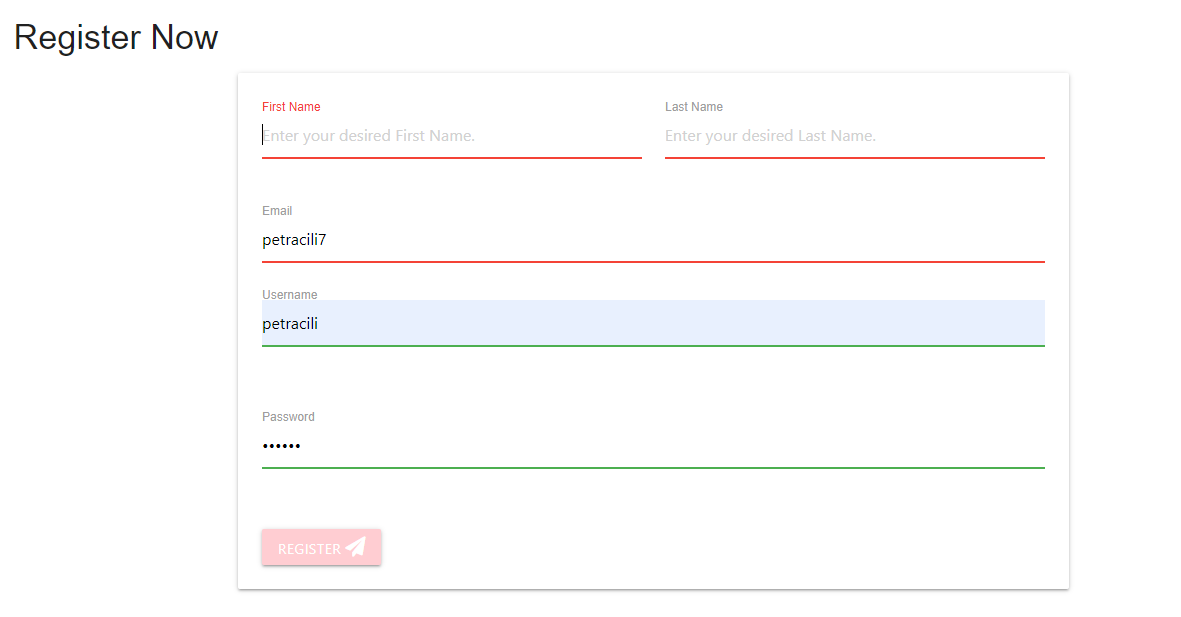 Register Now
First Name
Last Name
Enter your desired First Name.
Enter your desired Last Name.
Email
petracili7
Username
petracili
Password
••••••
REGISTER